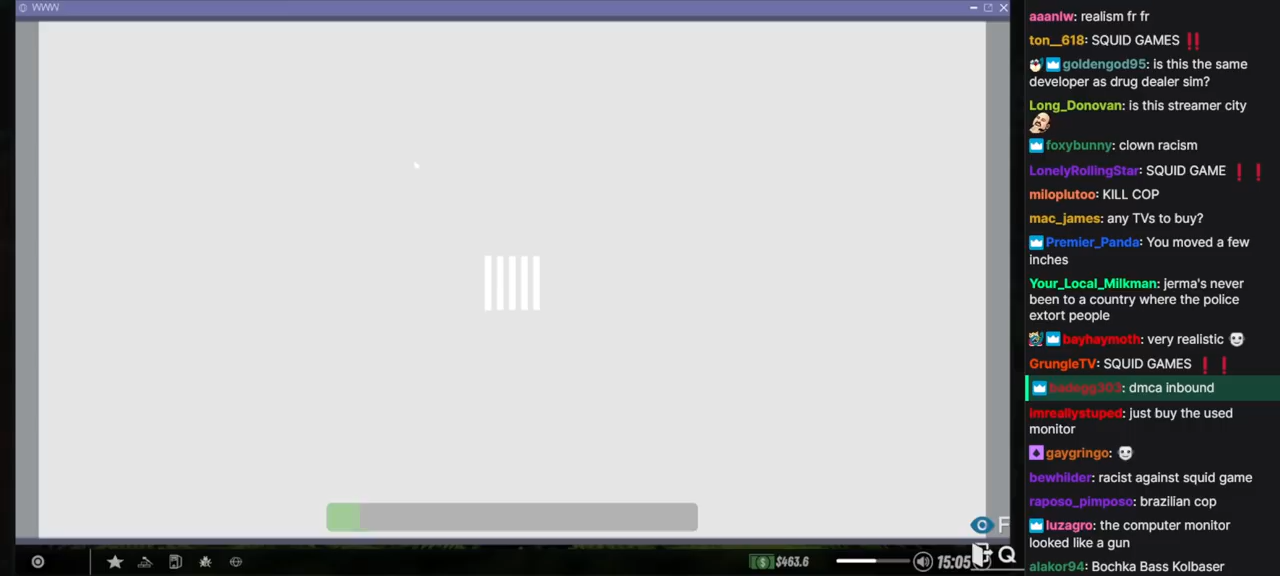 WWW
$463.6
15:05
F
Q
aaanlw: realism fr fr
ton__618: SQUID GAMES ‼️
goldengod95: is this the same
developer as drug dealer sim?
Long_Donovan: is this streamer city
foxybunny: clown racism
LonelyRollingStar: SQUID GAME ❗ ❗
miloplutoo: KILL COP
mac_james: any TVs to buy?
Premier_Panda: You moved a few
inches
Your_Local_Milkman: jerma's never
been to a country where the police
extort people
bayhaymoth: very realistic
GrungleTV: SQUID GAMES ❗ ❗
badegg303: dmca inbound
imreallystuped: just buy the used
monitor
gaygringo:
bewhilder: racist against squid game
raposo_pimposo: brazilian cop
luzagro: the computer monitor
looked like a gun
alakor94: Bochka Bass Kolbaser